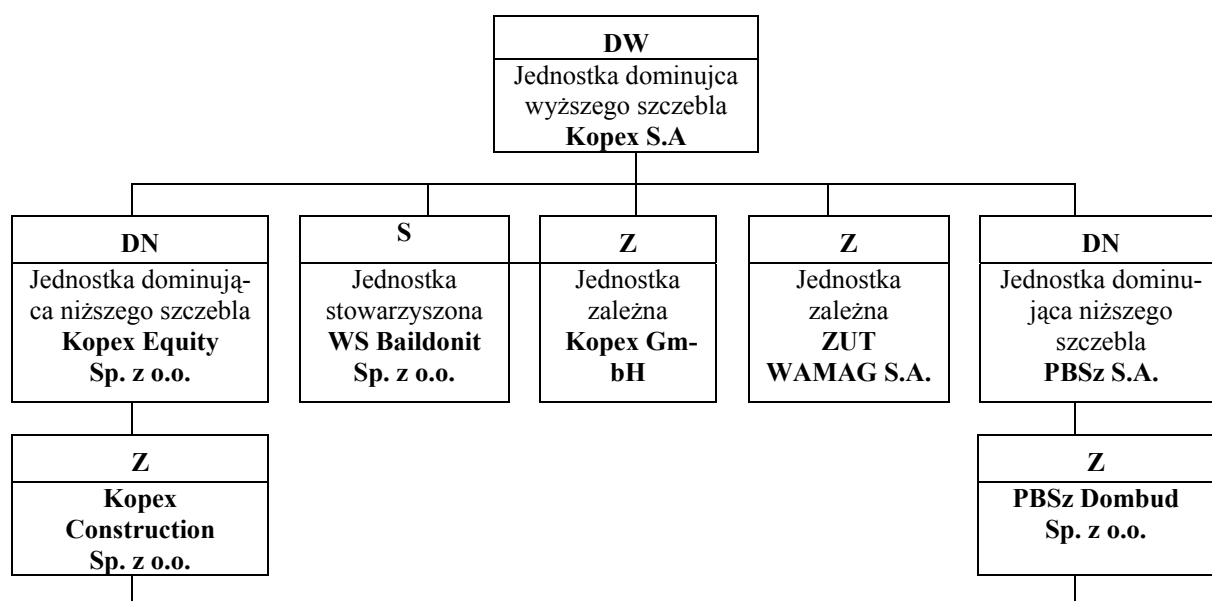 DW
Jednostka dominujca
wyższego szczebla
Kopex S.A
DN
Jednostka dominują-
ca niższego szczebla
Kopex Equity
Sp. z o.o.
S
Jednostka
stowarzyszona
WS Baildonit
Sp. z o.o.
Z
Jednostka
zależna
Kopex Gm-
bH
Z
Jednostka
zależna
ZUT
WAMAG S.A.
DN
Jednostka dominu-
jąca niższego
szczebla
PBSz S.A.
Z
Kopex
Construction
Sp. z o.o.
Z
PBSz Dombud
Sp. z o.o.